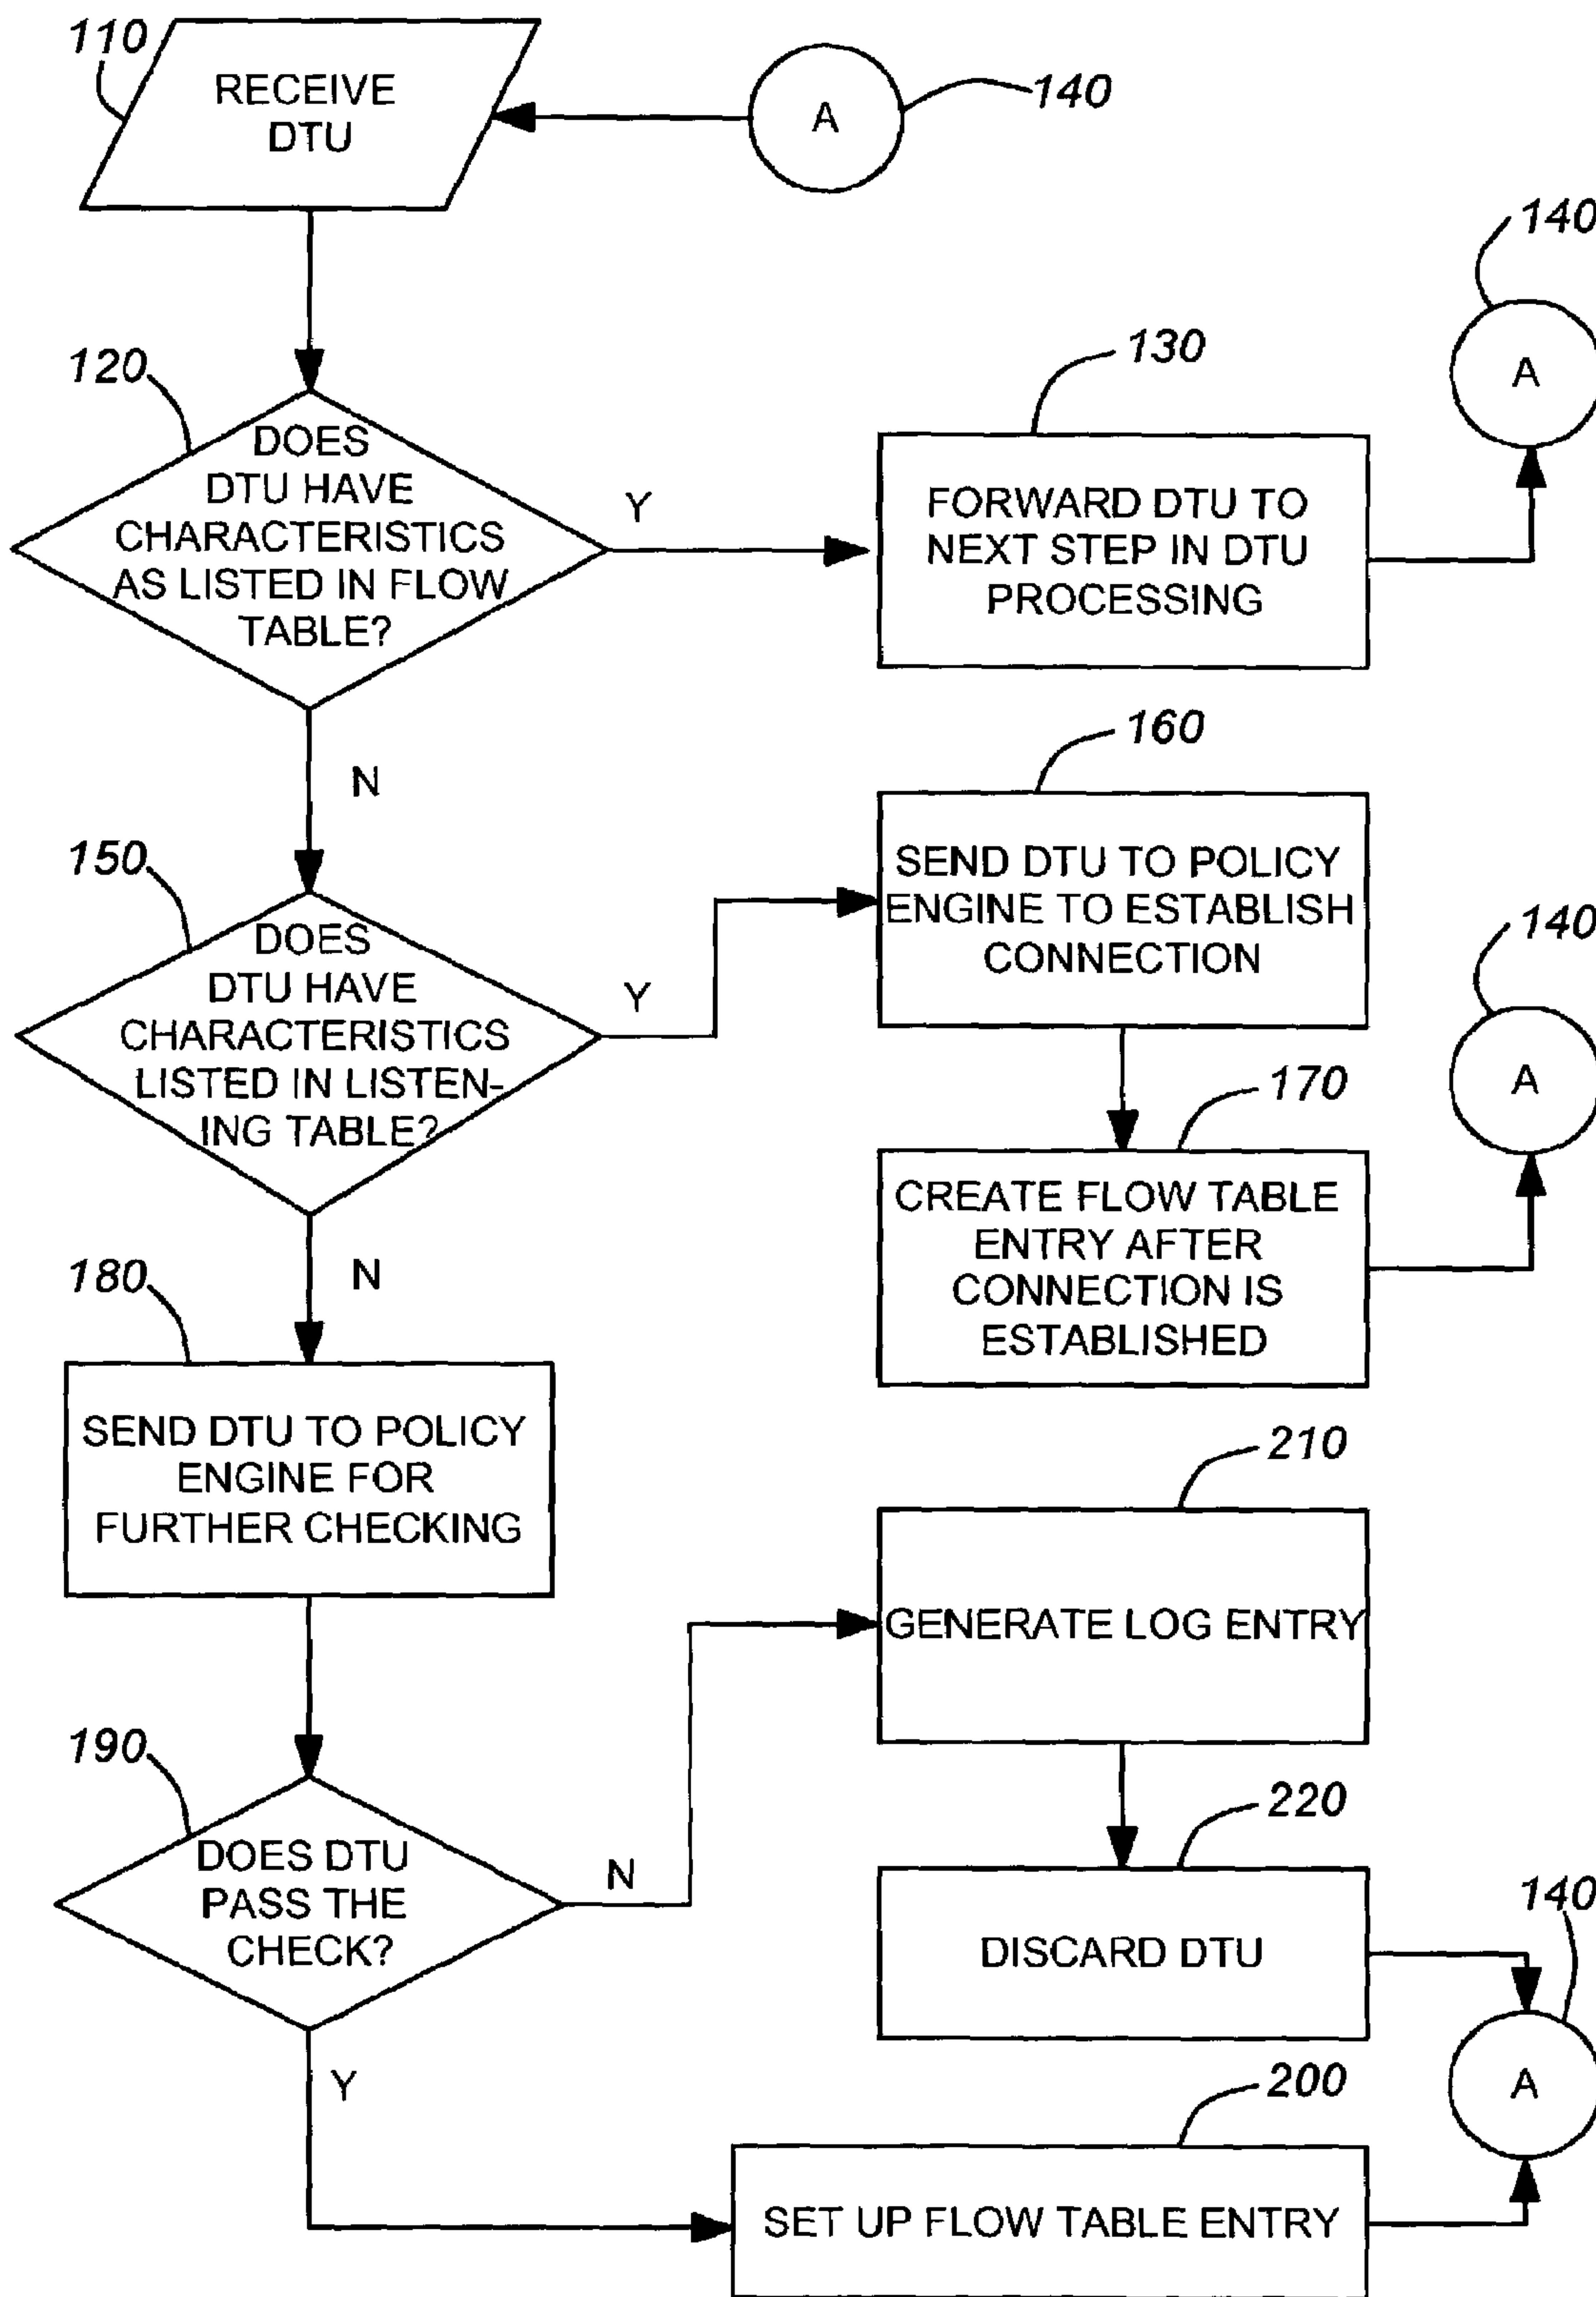 110
RECEIVE
DTU
A
140
140
A
120
DOES
DTU HAVE
CHARACTERISTICS
AS LISTED IN FLOW
TABLE?
Y
130
FORWARD DTU TO
NEXT STEP IN DTU
PROCESSING
N
150
DOES
DTU HAVE
CHARACTERISTICS
LISTED IN LISTEN-
ING TABLE?
Y
160
SEND DTU TO POLICY
ENGINE TO ESTABLISH
CONNECTION
140
A
170
CREATE FLOW TABLE
ENTRY AFTER
CONNECTION IS
ESTABLISHED
N
180
SEND DTU TO POLICY
ENGINE FOR
FURTHER CHECKING
190
DOES DTU
PASS THE
CHECK?
N
210
GENERATE LOG ENTRY
220
DISCARD DTU
140
A
Y
200
SET UP FLOW TABLE ENTRY